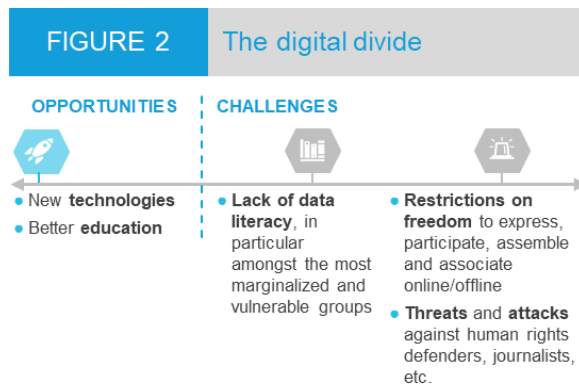 FIGURE 2
The digital divide
OPPORTUNITIES
CHALLENGES
• New technologies
• Better education
• Lack of data
literacy, in
particular
amongst the most
marginalized and
vulnerable groups
• Restrictions on
freedom to express,
participate, assemble
and associate
online/offline
• Threats and attacks
against human rights
defenders, journalists,
etc.